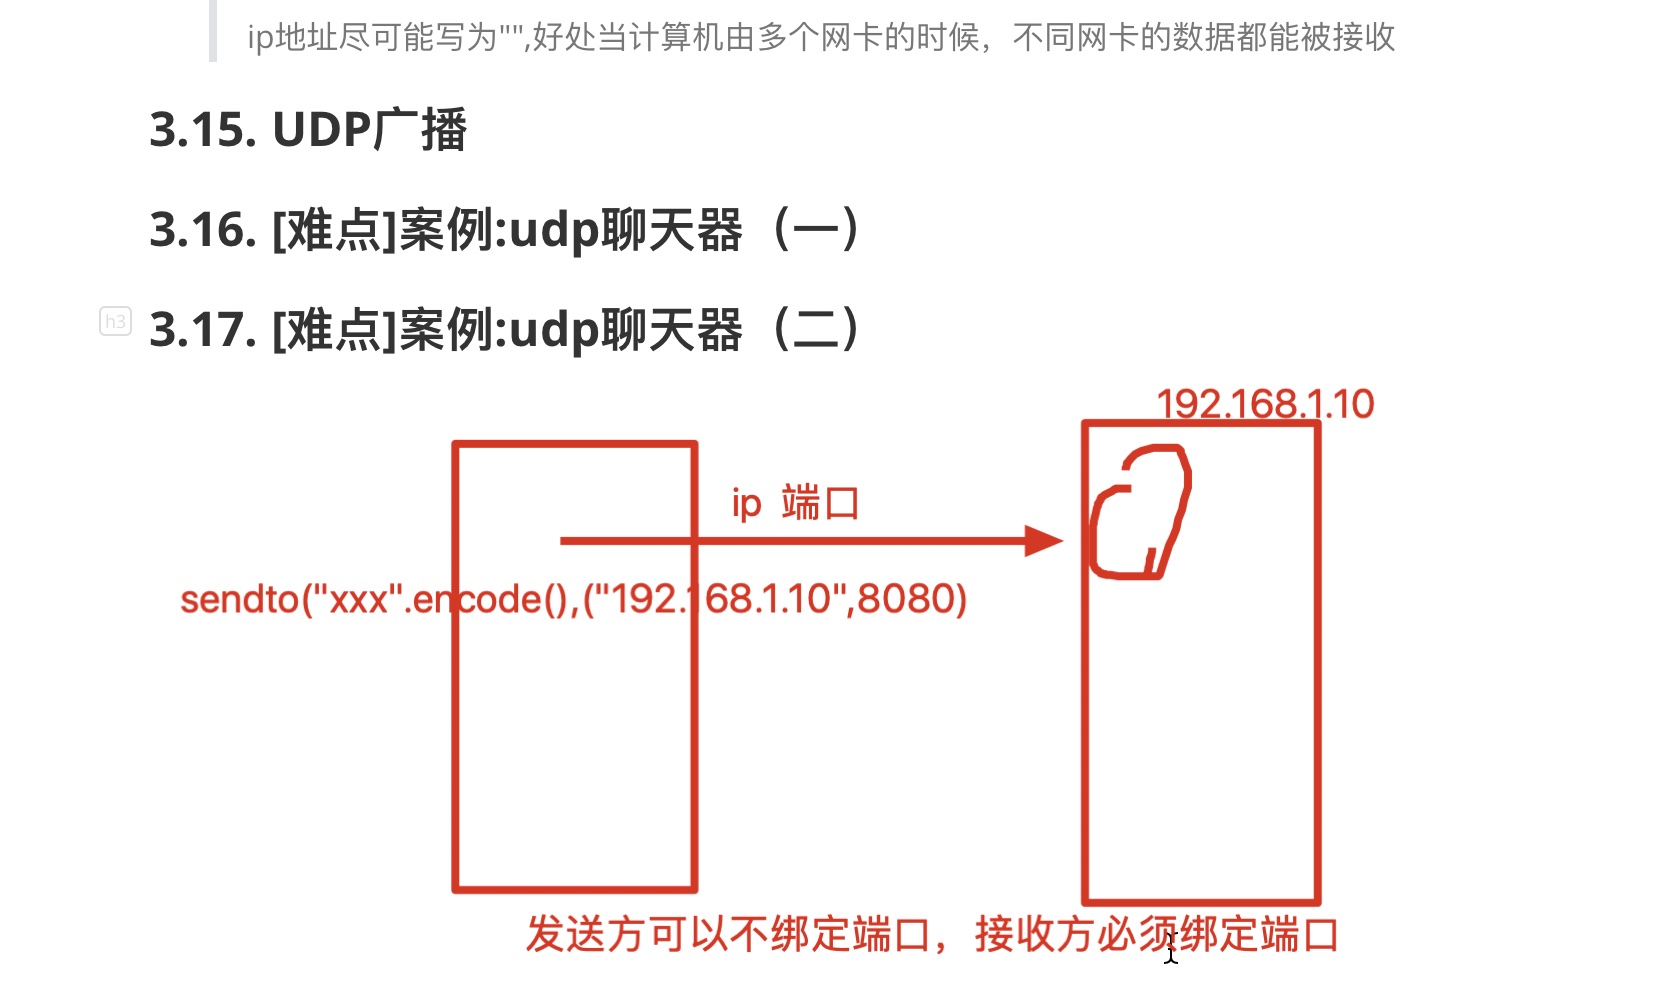 ip地址尽可能写为"",好处当计算机由多个网卡的时候，不同网卡的数据都能被接收
3.15. UDP广播
3.16. [难点]案例:udp聊天器（一）
h3
3.17. [难点]案例:udp聊天器（二）
192.168.1.10
ip 端口
sendto("xxx".encode(),("192.168.1.10",8080)
发送方可以不绑定端口，接收方必须绑定端口